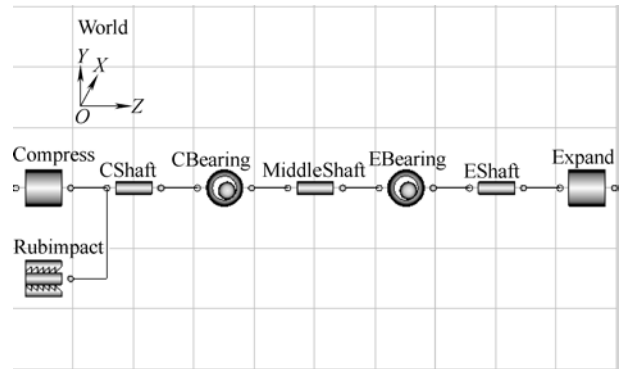 World
Y
X
O
Z
Compress
CShaft
CBearing
MiddleShaft
EBearing
EShaft
Expand
Rubimpact